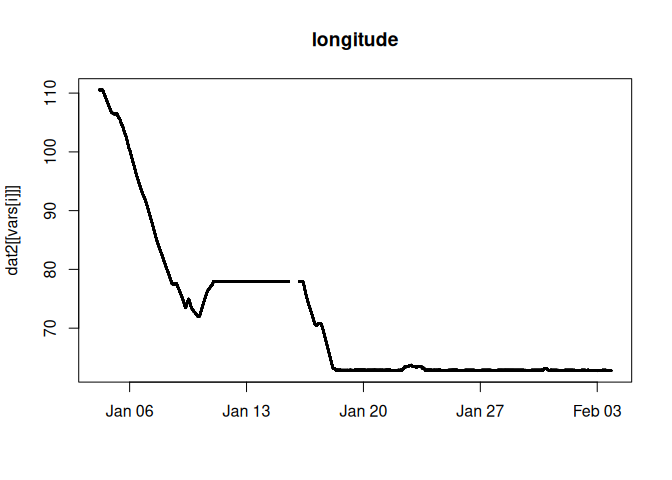 longitude
dat2[[vars[i]]]
110
100
90
80
70
Jan 06
Jan 13
Jan 20
Jan 27
Feb 03